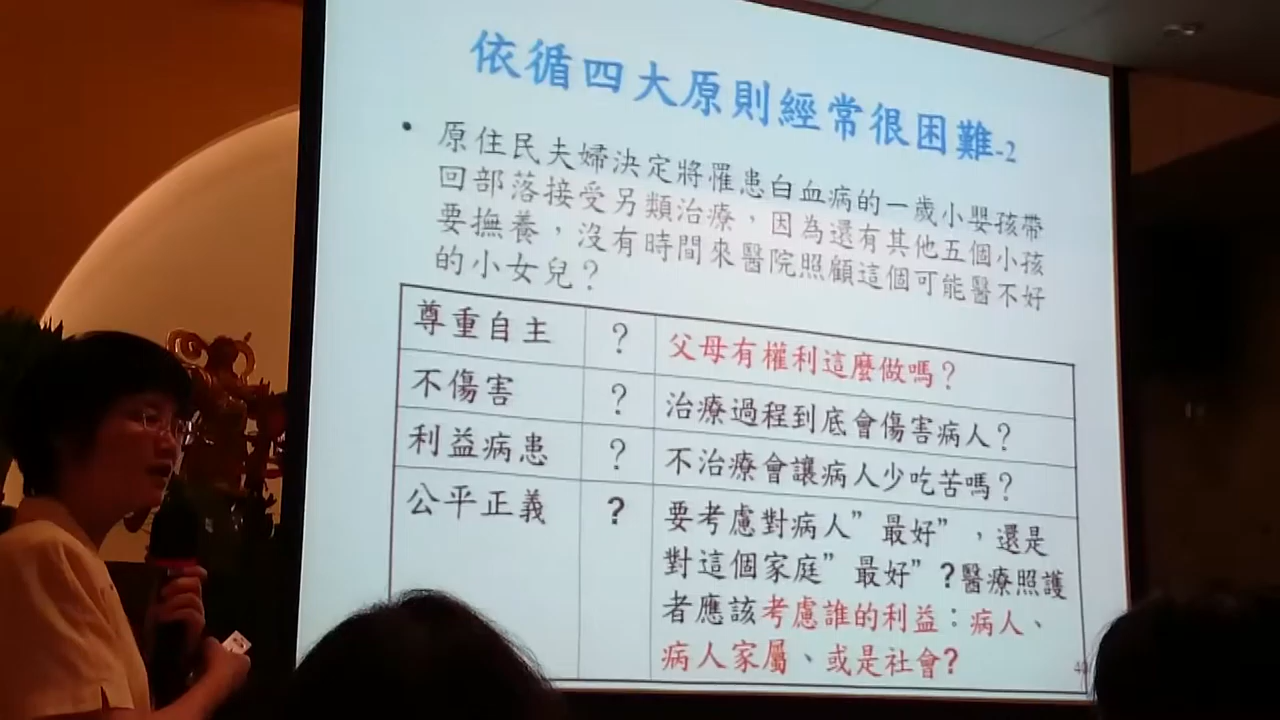 依循四大原則經常很困難-2
• 原住民夫婦決定將罹患白血病的一歲小嬰孩帶
回部落接受另類治療，因為還有其他五個小孩
要撫養，沒有時間來醫院照顧這個可能醫不好
的小女兒？
尊重自主 ？ 父母有權利這麼做嗎？
不傷害 ？ 治療過程到底會傷害病人？
利益病患 ？ 不治療會讓病人少吃苦嗎？
公平正義 ? 要考慮對病人”最好”，還是
對這個家庭”最好”?醫療照護
者應該考慮誰的利益：病人、
病人家屬、或是社會?